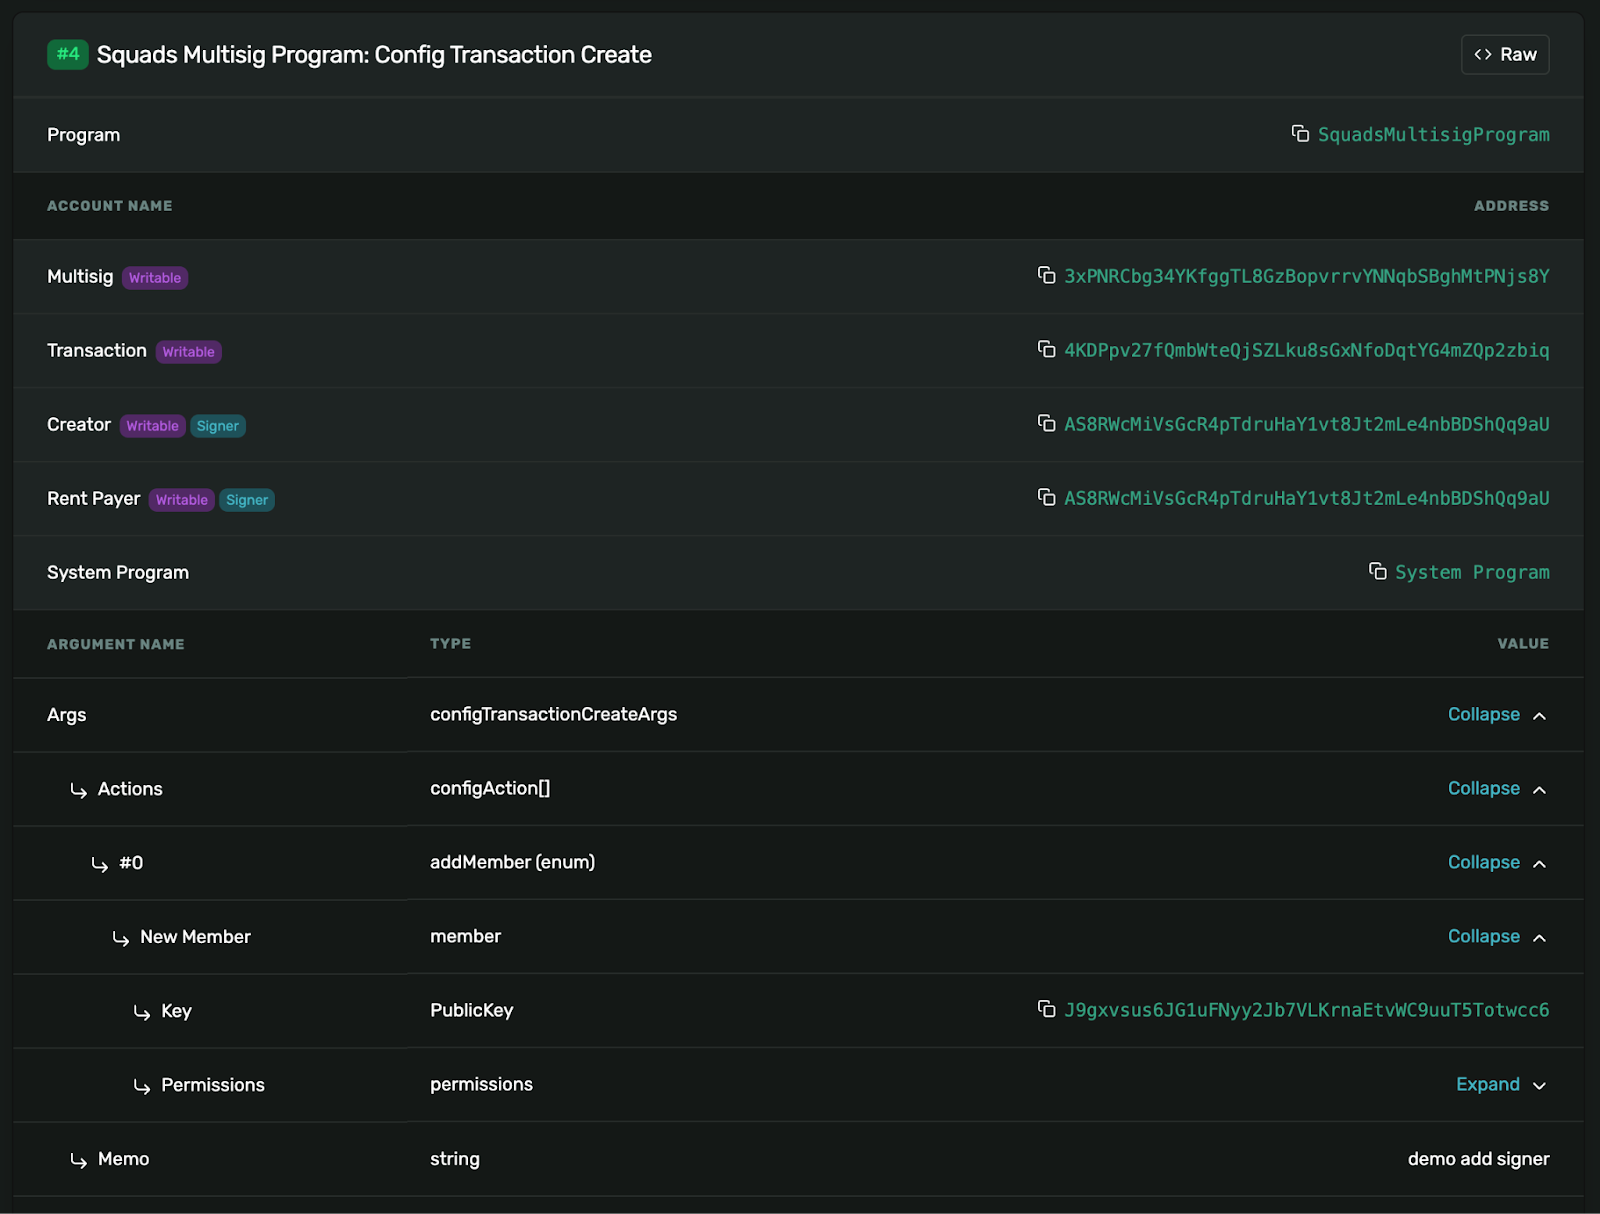 #4 Squads Multisig Program: Config Transaction Create <> Raw
Program SquadsMultisigProgram
ACCOUNT NAME ADDRESS
Multisig Writable 3xPNRCbg34YKfggTL8GzBopvrrvYNNqbSBghMtPNjs8Y
Transaction Writable 4KDPpv27fQmbWteQjSZLku8sGxNfoDqtYG4mZQp2zbiq
Creator Writable Signer AS8RWcMiVsGcR4pTdruHaY1vt8Jt2mLe4nbBDShQq9aU
Rent Payer Writable Signer AS8RWcMiVsGcR4pTdruHaY1vt8Jt2mLe4nbBDShQq9aU
System Program System Program
ARGUMENT NAME TYPE VALUE
Args configTransactionCreateArgs Collapse
Actions configAction[] Collapse
#0 addMember (enum) Collapse
New Member member Collapse
Key PublicKey J9gxvsus6JG1uFNyy2Jb7VLKrnaEtvWC9uuT5Totwcc6
Permissions permissions Expand
Memo string demo add signer